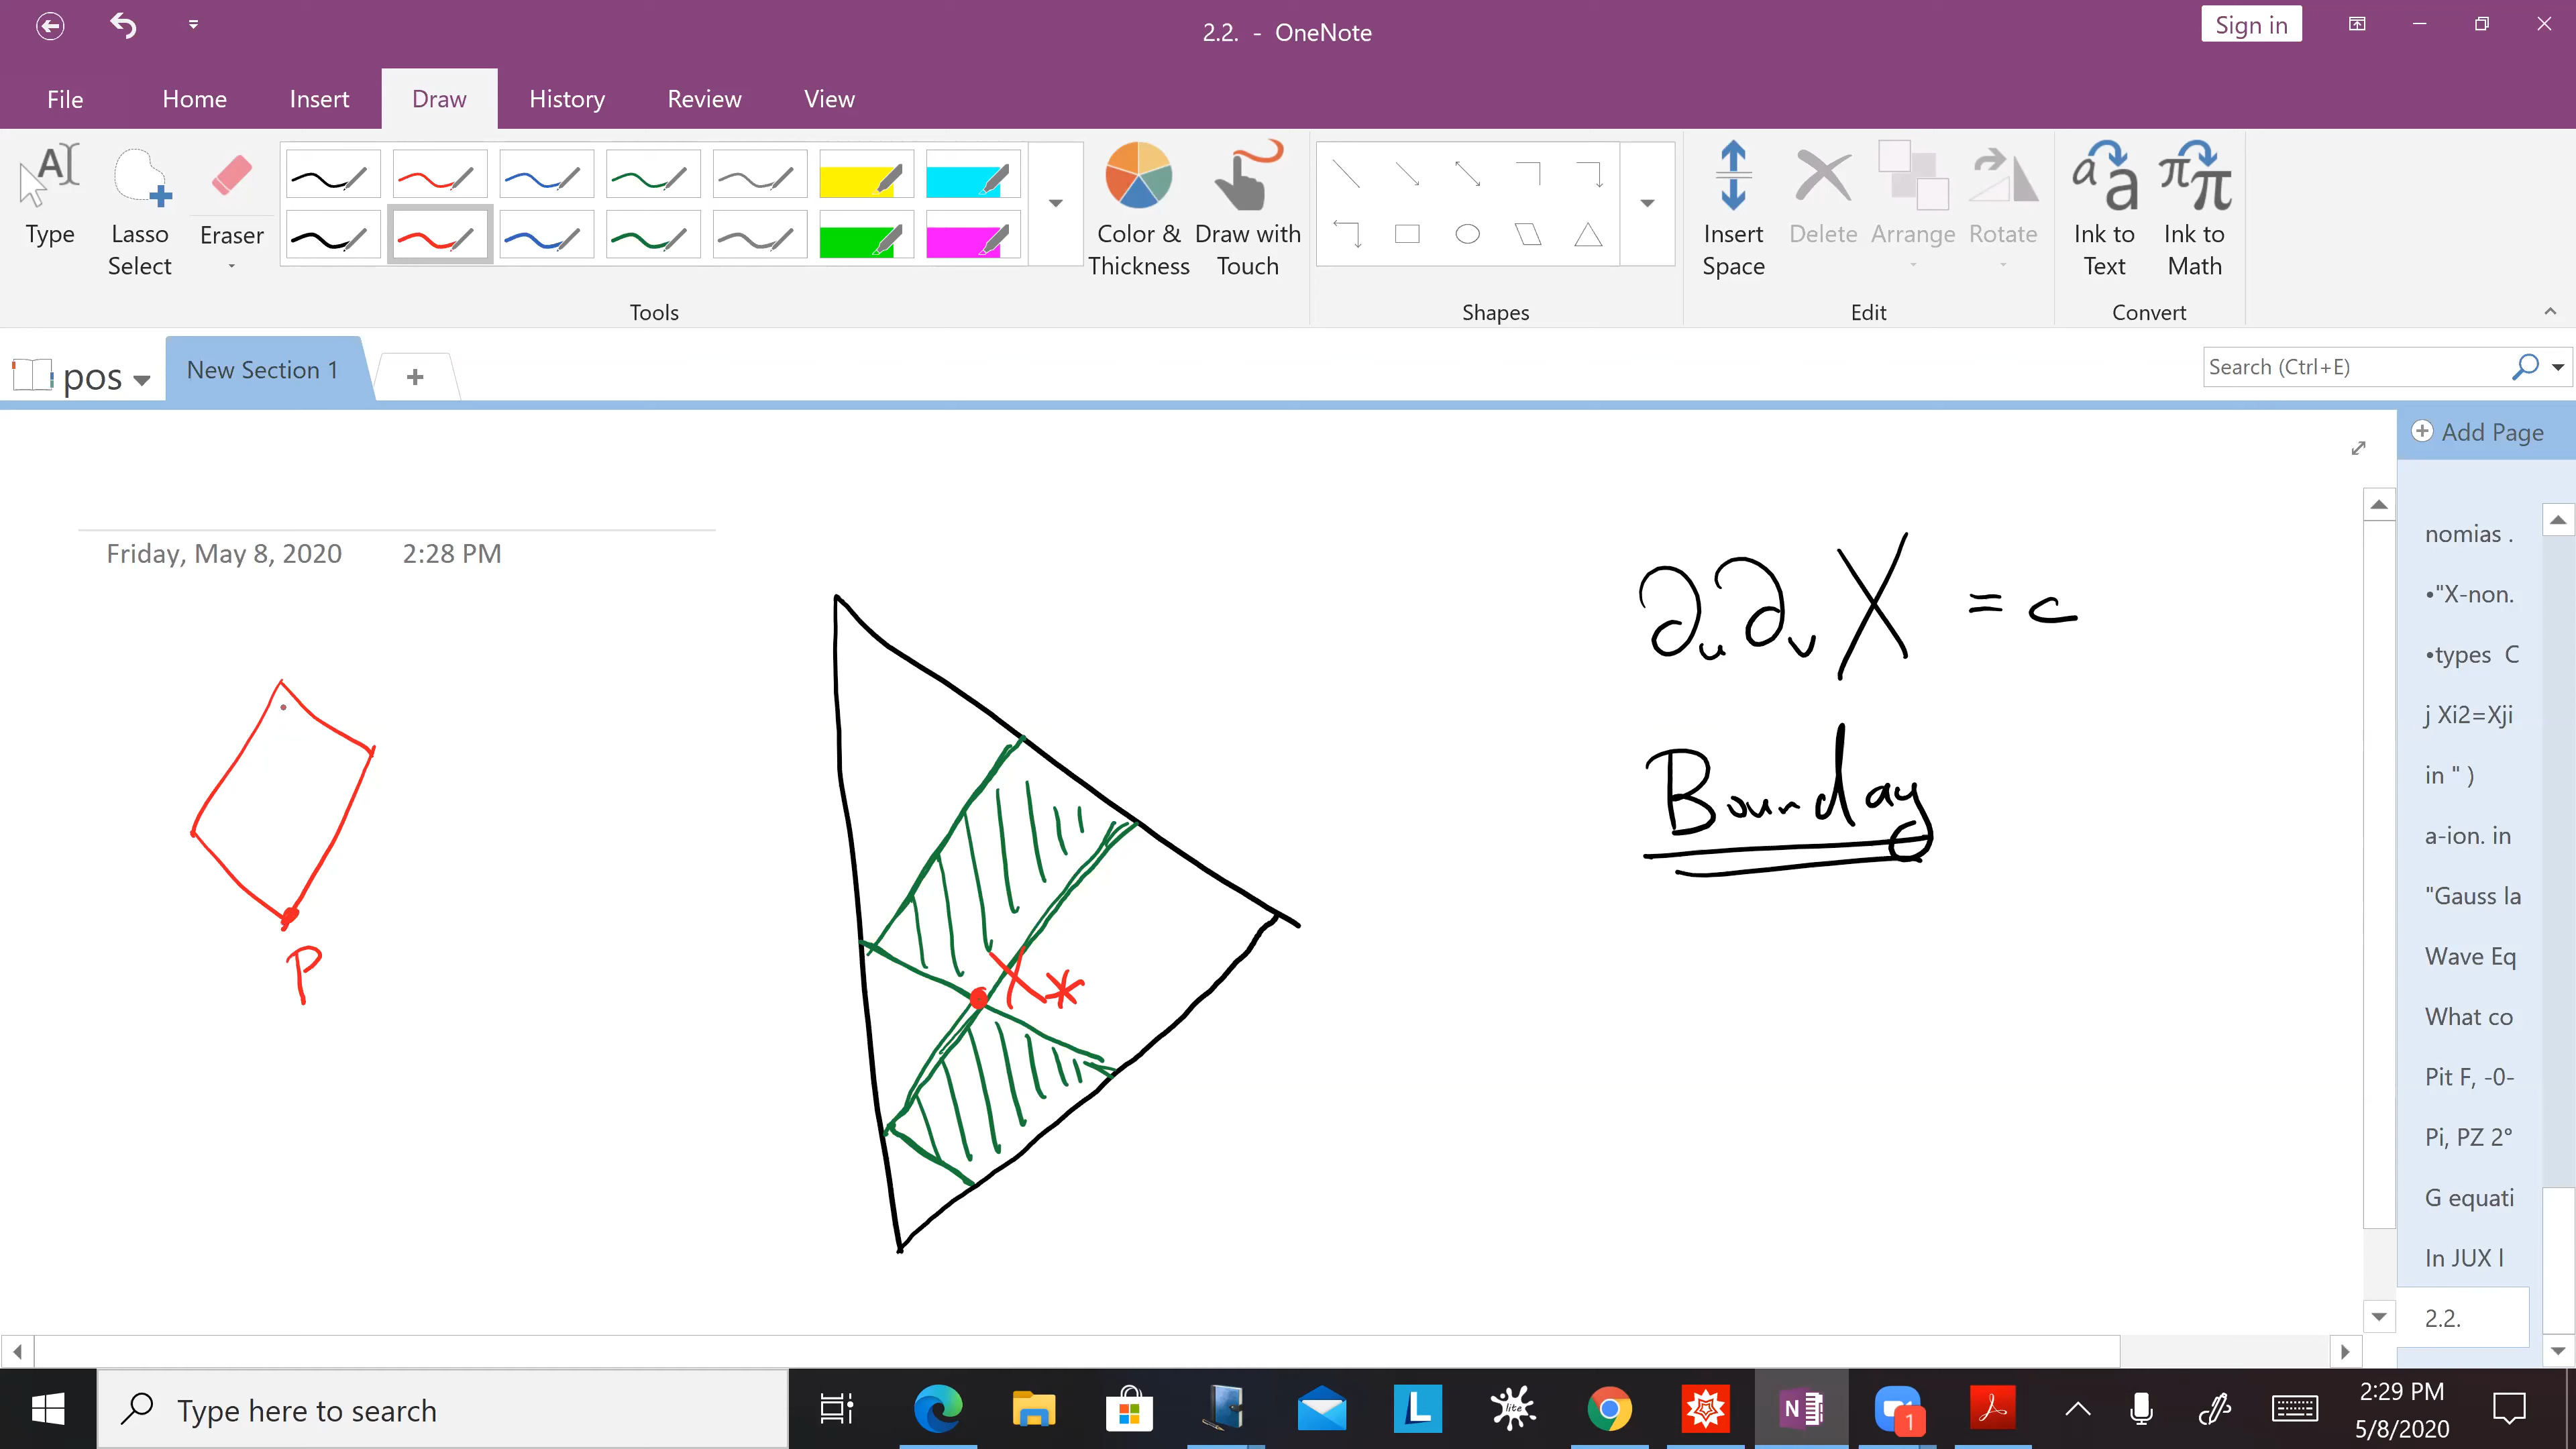 2.2. - OneNote
Sign in
File Home Insert Draw History Review View
Type
Lasso Select
Eraser
Color & Thickness
Draw with Touch
Insert Space
Delete
Arrange
Rotate
Ink to Text
Ink to Math
Tools
Shapes
Edit
Convert
pos
New Section 1
Search (Ctrl+E)
Add Page
Friday, May 8, 2020 2:28 PM
P
X*
∂u∂vX = c
Bounday
nomias .
•"X-non.
•types C
j Xi2=Xji
in " )
a-ion. in
"Gauss la
Wave Eq
What co
Pit F, -0-
Pi, PZ 2°
G equati
In JUX l
2.2.
Type here to search
L
lite
N
1
2:29 PM
5/8/2020